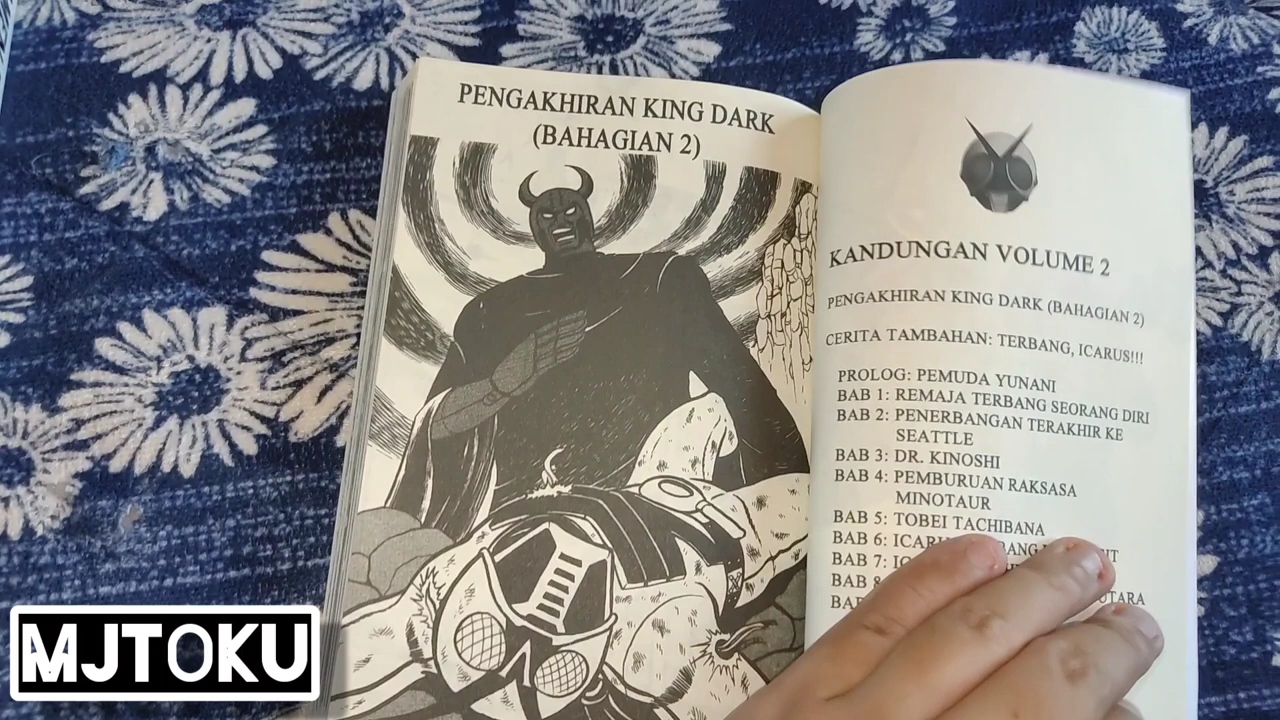 PENGAKHIRAN KING DARK
(BAHAGIAN 2)
KANDUNGAN VOLUME 2
PENGAKHIRAN KING DARK (BAHAGIAN 2)
CERITA TAMBAHAN: TERBANG, ICARUS!!!
PROLOG: PEMUDA YUNANI
BAB 1: REMAJA TERBANG SEORANG DIRI
BAB 2: PENERBANGAN TERAKHIR KE
SEATTLE
BAB 3: DR. KINOSHI
BAB 4: PEMBURUAN RAKSASA
MINOTAUR
BAB 5: TOBEI TACHIBANA
BAB 6:
BAB 7:
BAB 8
UTARA
MJTOKU